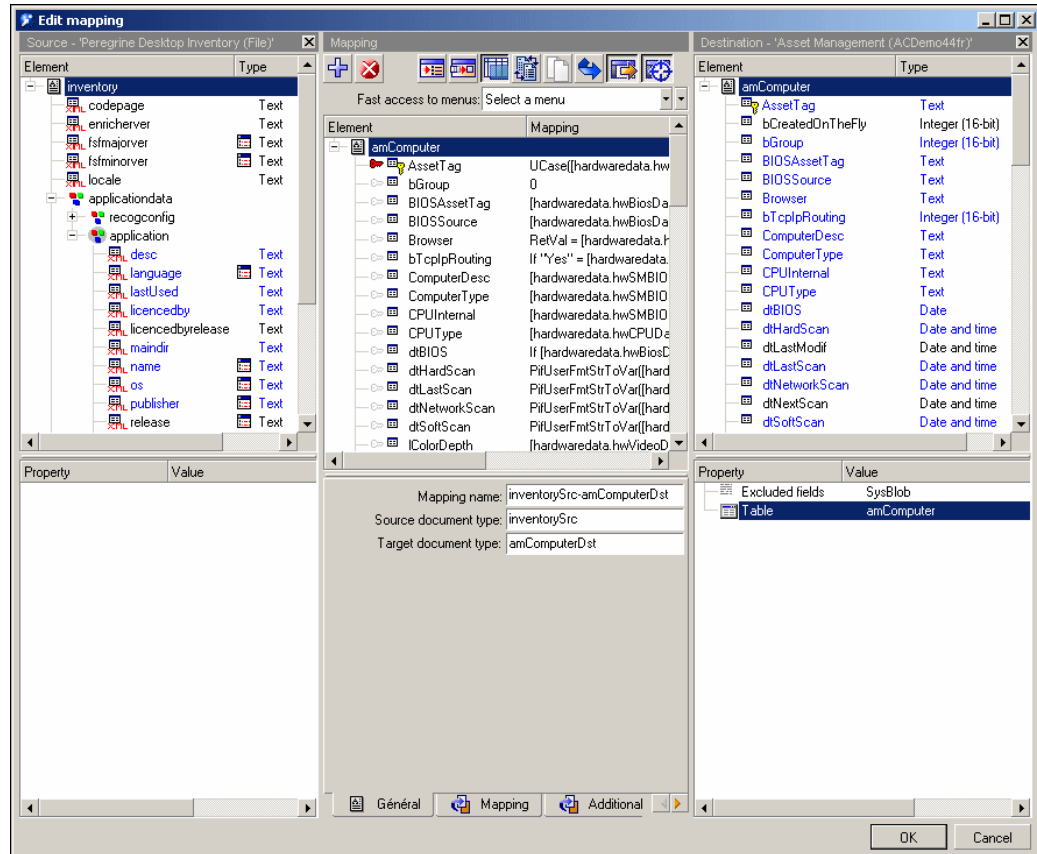 Edit mapping
Source - 'Peregrine Desktop Inventory (File)'
Element Type
inventory
codepage Text
enricherver Text
fsfmajorver Text
fsfminorver Text
locale Text
applicationdata
recogconfig
application
desc Text
language Text
lastUsed Text
licencedby Text
licencedbyrelease Text
maindir Text
name Text
os Text
publisher Text
release Text
Property Value
Mapping
Fast access to menus: Select a menu
Element Mapping
amComputer
AssetTag UCase([hardwaredata.hw
bGroup 0
BIOSAssetTag [hardwaredata.hwBiosDa
BIOSSource [hardwaredata.hwBiosDa
Browser RetVal = [hardwaredata.h
bTcpIpRouting If "Yes" = [hardwaredata.
ComputerDesc [hardwaredata.hwSMBIO
ComputerType [hardwaredata.hwSMBIO
CPUInternal [hardwaredata.hwSMBIO
CPUType [hardwaredata.hwCPUDa
dtBIOS If [hardwaredata.hwBiosD
dtHardScan PifUserFmtStrToVar([hard
dtLastScan PifUserFmtStrToVar([hard
dtNetworkScan PifUserFmtStrToVar([hard
dtSoftScan PifUserFmtStrToVar([hard
lColorDepth [hardwaredata.hwVideoD
Mapping name: inventorySrc-amComputerDst
Source document type: inventorySrc
Target document type: amComputerDst
Général Mapping Additional
Destination - 'Asset Management (ACDemo44fr)'
Element Type
amComputer
AssetTag Text
bCreatedOnTheFly Integer (16-bit)
bGroup Integer (16-bit)
BIOSAssetTag Text
BIOSSource Text
Browser Text
bTcpIpRouting Integer (16-bit)
ComputerDesc Text
ComputerType Text
CPUInternal Text
CPUType Text
dtBIOS Date
dtHardScan Date and time
dtLastModif Date and time
dtLastScan Date and time
dtNetworkScan Date and time
dtNextScan Date and time
dtSoftScan Date and time
Property Value
Excluded fields SysBlob
Table amComputer
OK Cancel